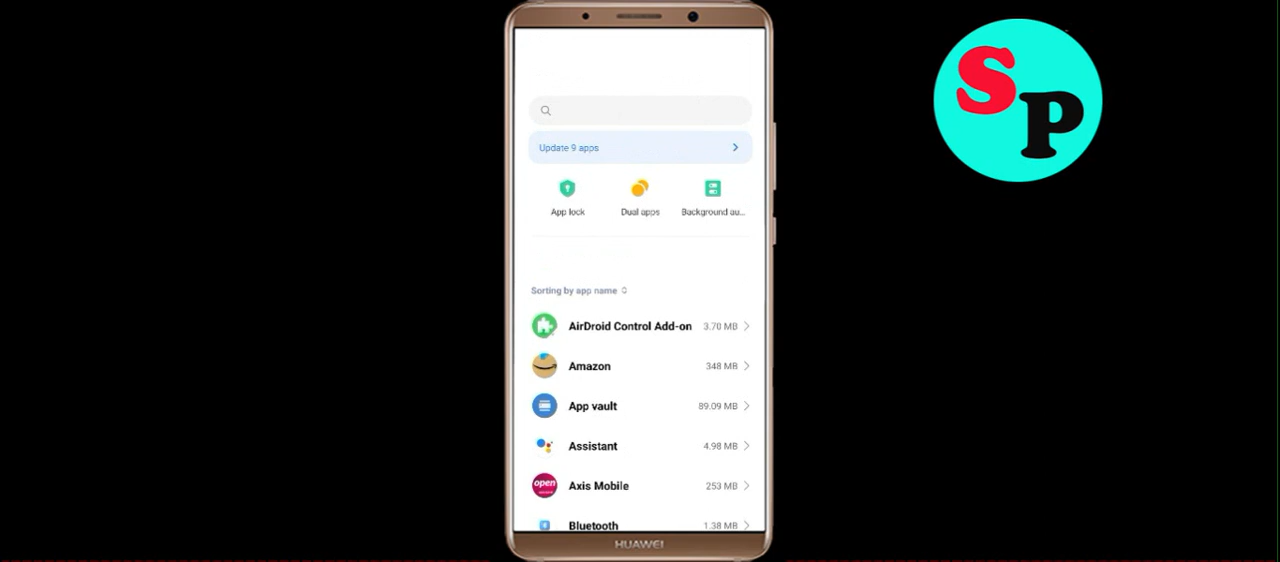 SP
Update 9 apps
App lock
Dual apps
Background au...
Sorting by app name
AirDroid Control Add-on 3.70 MB
Amazon 348 MB
App vault 89.09 MB
Assistant 4.98 MB
open
Axis Mobile 253 MB
Bluetooth 1.38 MB
HUAWEI